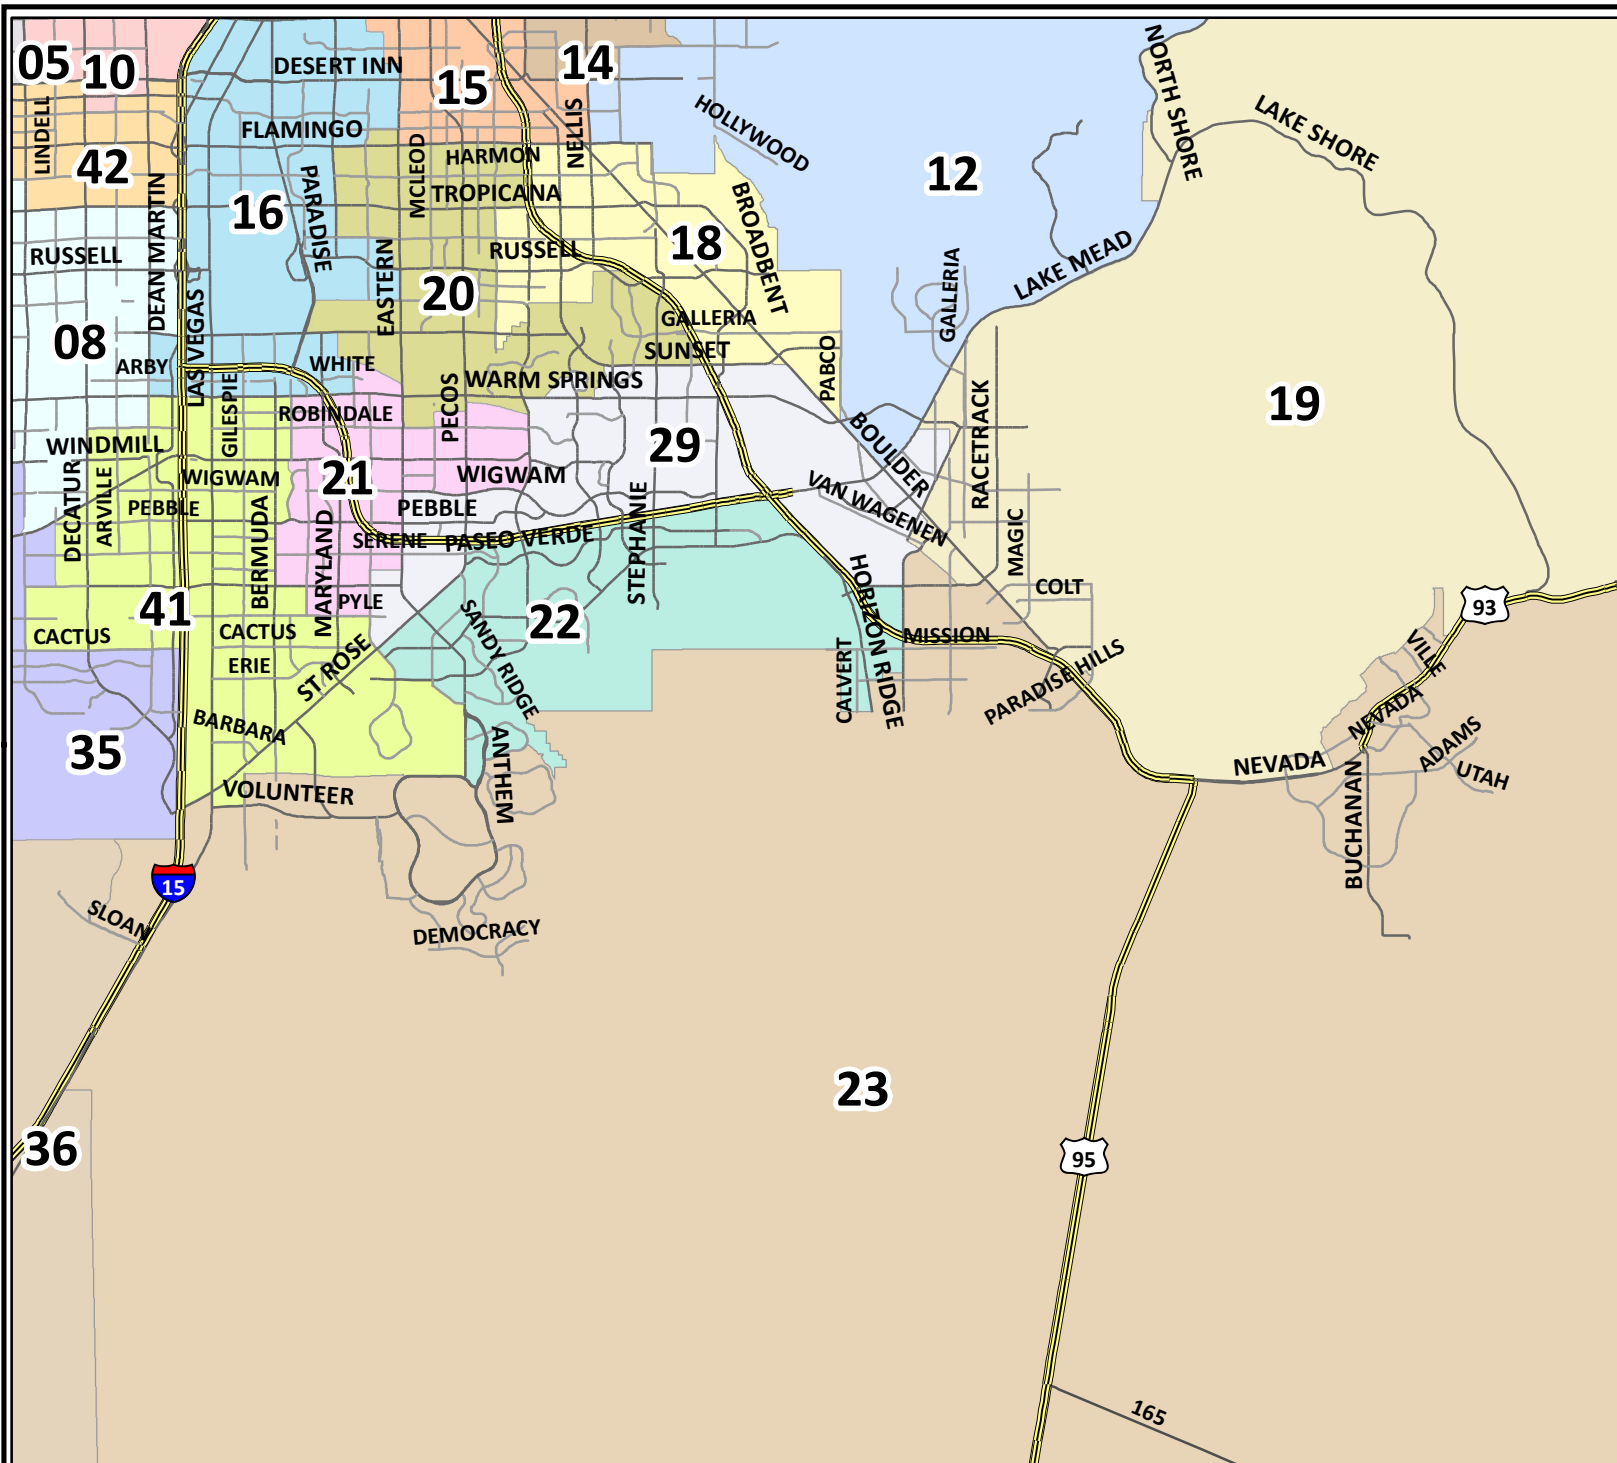 05
10
DESERT INN
15
14
NORTH SHORE
LAKE SHORE
LINDELL
FLAMINGO
NELLIS
HOLLYWOOD
42
HARMON
MCLEOD
TROPICANA
12
DEAN MARTIN
16
PARADISE
BROADBENT
RUSSELL
RUSSELL
18
EASTERN
20
LAKE MEAD
GALLERIA
LAS VEGAS
GALLERIA
08
SUNSET
ARBY
WHITE
WARM SPRINGS
PABCO
19
GILESPIE
ROBINDALE
PECOS
RACETRACK
BOULDER
WINDMILL
29
WIGWAM
21
WIGWAM
VAN WAGENEN
DECATUR
ARVILLE
PEBBLE
PEBBLE
BERMUDA
MARYLAND
SERENE
PASEO VERDE
STEPHANIE
MAGIC
HORIZON RIDGE
COLT
41
PYLE
SANDY RIDGE
22
93
CACTUS
CACTUS
MISSION
VILLE
ERIE
ST ROSE
CALVERT
PARADISE HILLS
NEVADA
35
BARBARA
ANTHEM
ADAMS
NEVADA
UTAH
VOLUNTEER
BUCHANAN
15
SLOAN
DEMOCRACY
23
36
95
165